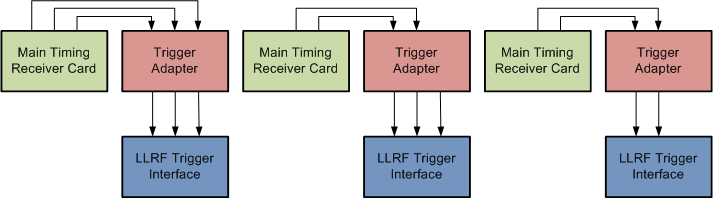 Main Timing
Receiver Card
Trigger
Adapter
LLRF Trigger
Interface
Main Timing
Receiver Card
Trigger
Adapter
LLRF Trigger
Interface
Main Timing
Receiver Card
Trigger
Adapter
LLRF Trigger
Interface